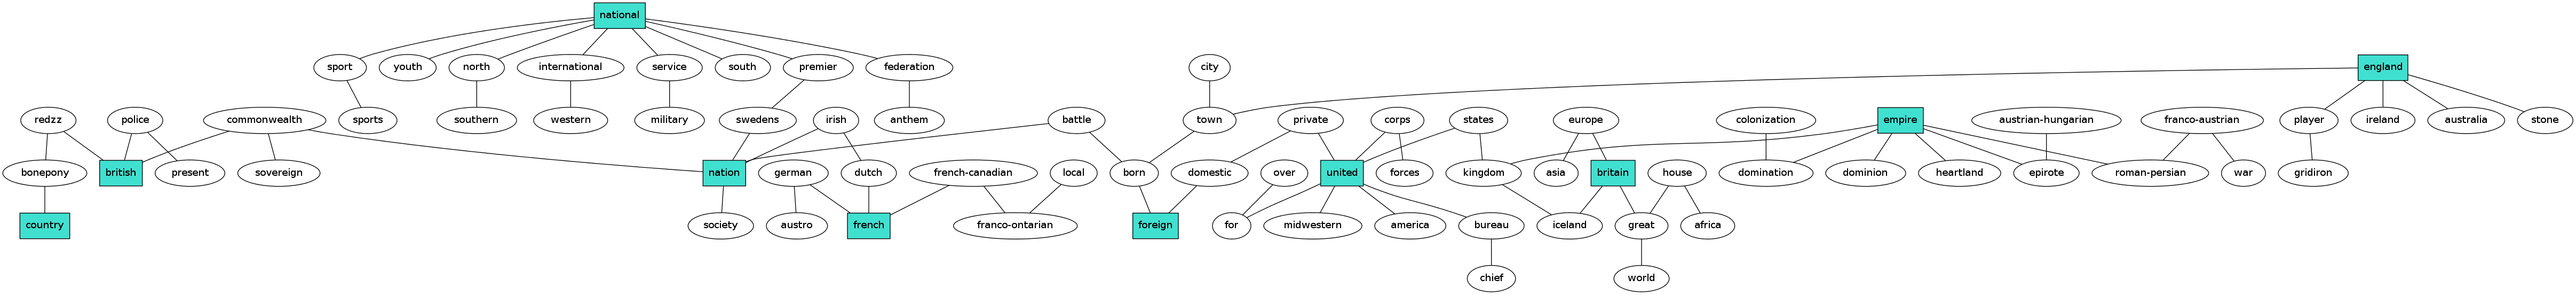 national
sport youth north international service south premier federation city england
redzz police commonwealth sports southern western military swedens irish anthem battle town private corps states europe colonization empire austrian-hungarian franco-austrian player ireland australia stone
bonepony british present sovereign nation german dutch french-canadian local born domestic over united forces kingdom asia britain house domination dominion heartland epirote roman-persian war gridiron
country society austro french franco-ontarian foreign for midwestern america bureau iceland great africa
chief world